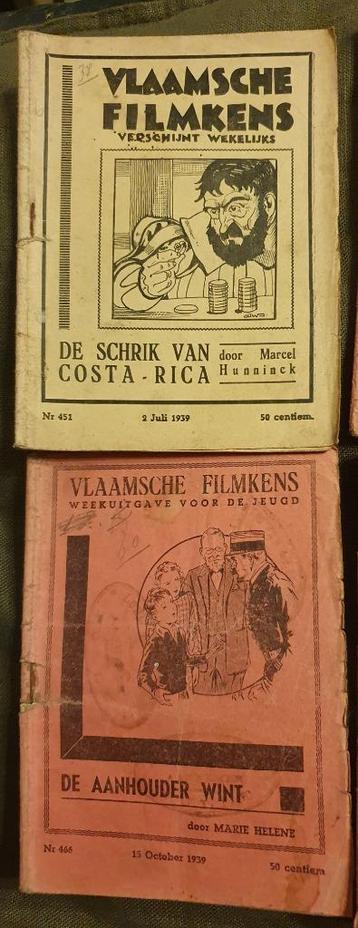 VLAAMSCHE
FILMKENS
VERSCHIJNT WEKELIJKS
DE SCHRIK VAN
COSTA-RICA
door Marcel
Hunninck
Nr 451
2 Juli 1939
50 centiem.
VLAAMSCHE FILMKENS
WEEKUITGAVE VOOR DE JEUGD
80
DE AANHOUDER WINT
door MARIE HELENE
Nr 466
15 October 1939
50 centiem